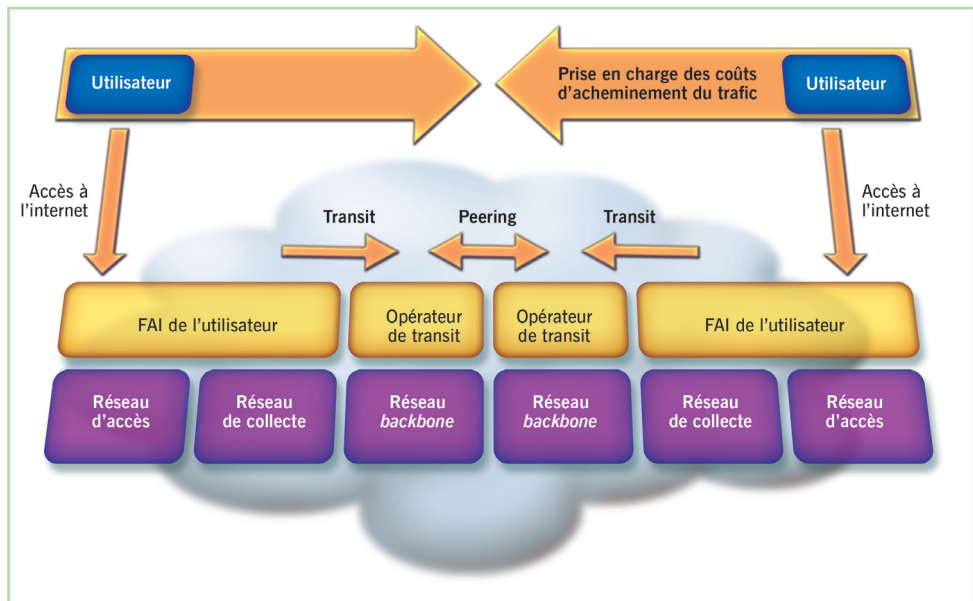 Utilisateur
Prise en charge des coûts
d'acheminement du trafic
Utilisateur
Accès à
l'internet
Accès à
l'internet
Transit
Peering
Transit
FAI de l'utilisateur
Opérateur
de transit
Opérateur
de transit
FAI de l'utilisateur
Réseau
d'accès
Réseau
de collecte
Réseau
backbone
Réseau
backbone
Réseau
de collecte
Réseau
d'accès